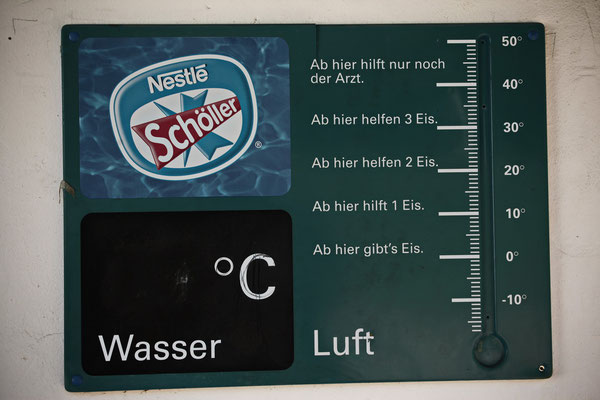 Nestlé
Schöller
®
°C
Wasser
Ab hier hilft nur noch
der Arzt.
Ab hier helfen 3 Eis.
Ab hier helfen 2 Eis.
Ab hier hilft 1 Eis.
Ab hier gibt's Eis.
Luft
50°
40°
30°
20°
10°
0°
-10°